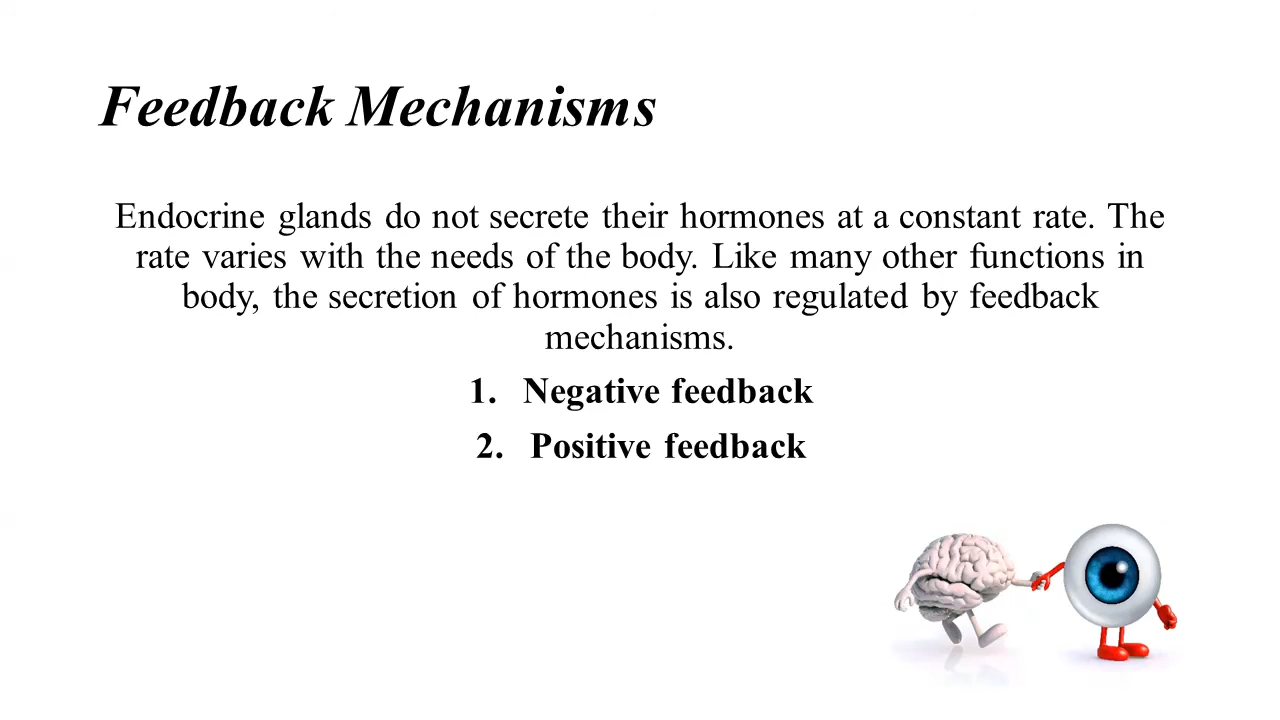 Feedback Mechanisms
Endocrine glands do not secrete their hormones at a constant rate. The
rate varies with the needs of the body. Like many other functions in
body, the secretion of hormones is also regulated by feedback
mechanisms.
1. Negative feedback
2. Positive feedback